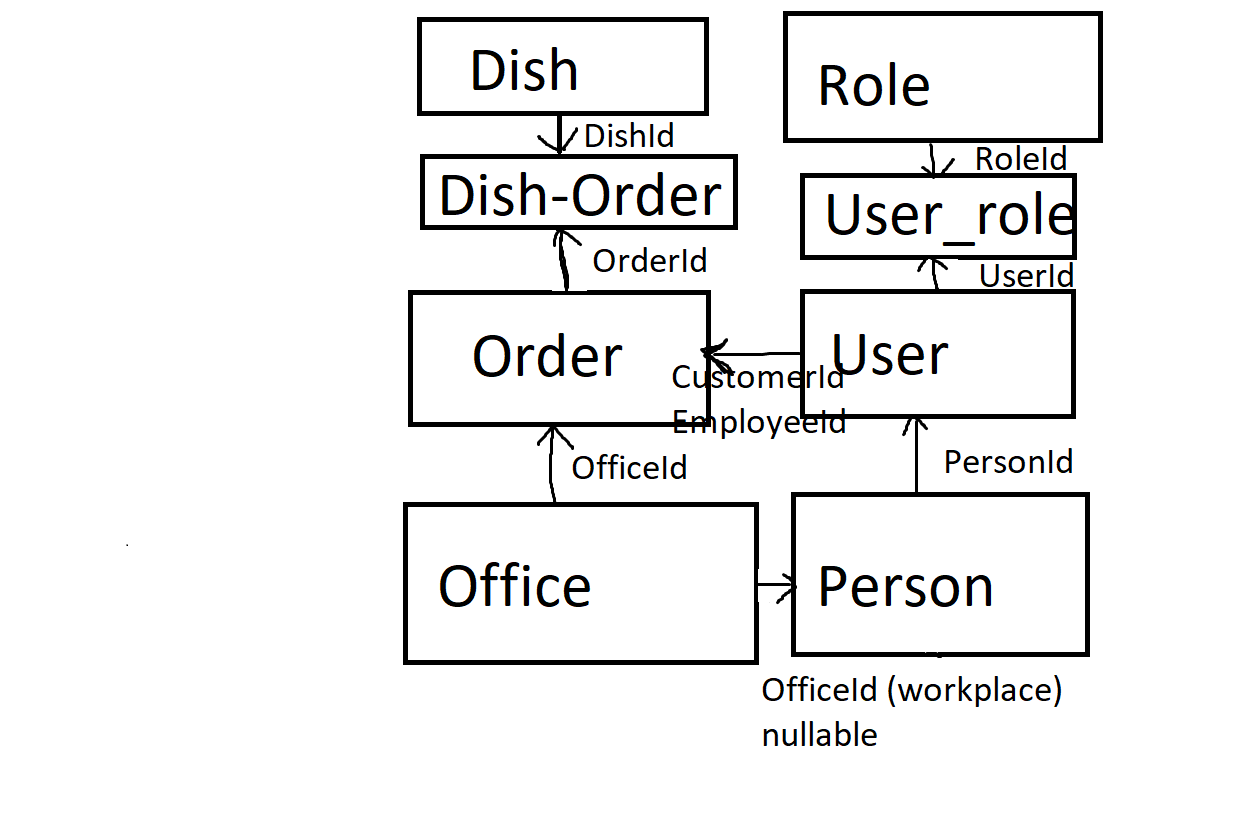 Dish
Role
DishId
RoleId
Dish-Order
User_role
OrderId
UserId
Order
User
CustomerId
EmployeeId
OfficeId
PersonId
Office
Person
OfficeId (workplace)
nullable